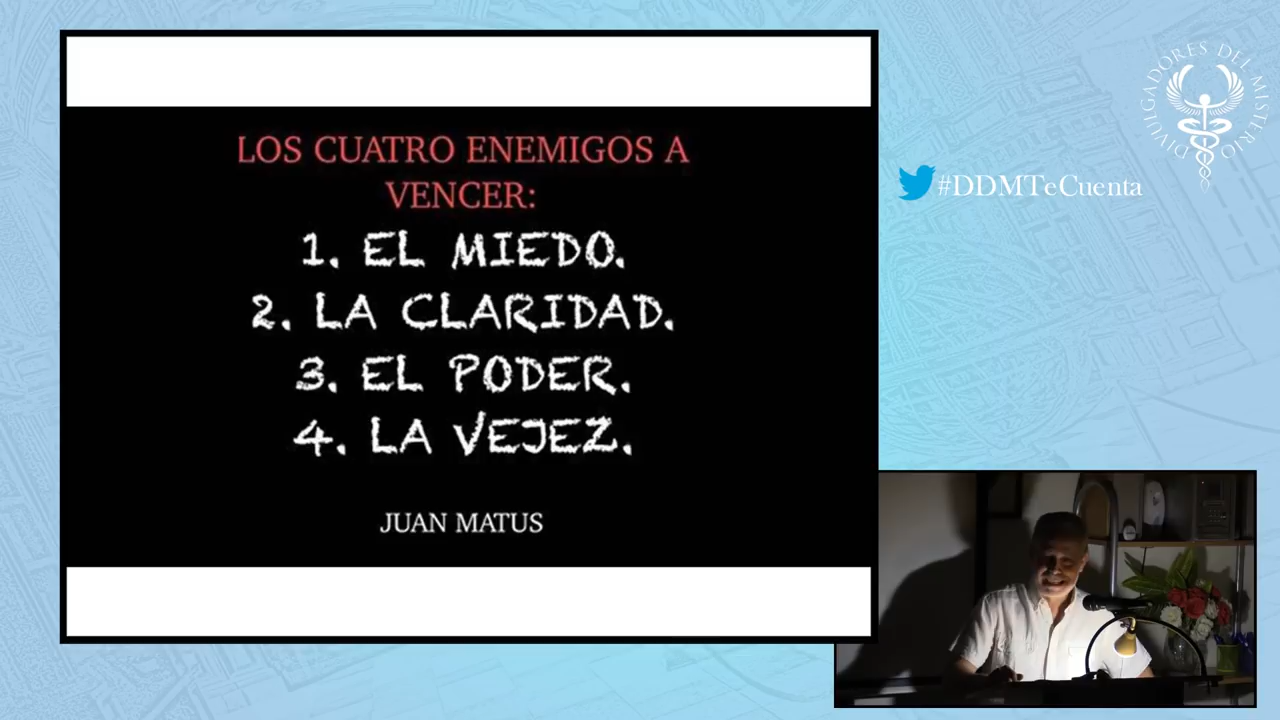 LOS CUATRO ENEMIGOS A
VENCER:
1. EL MIEDO.
2. LA CLARIDAD.
3. EL PODER.
4. LA VEJEZ.
JUAN MATUS
DIVULGADORES DEL MISTERIO
#DDMTeCuenta